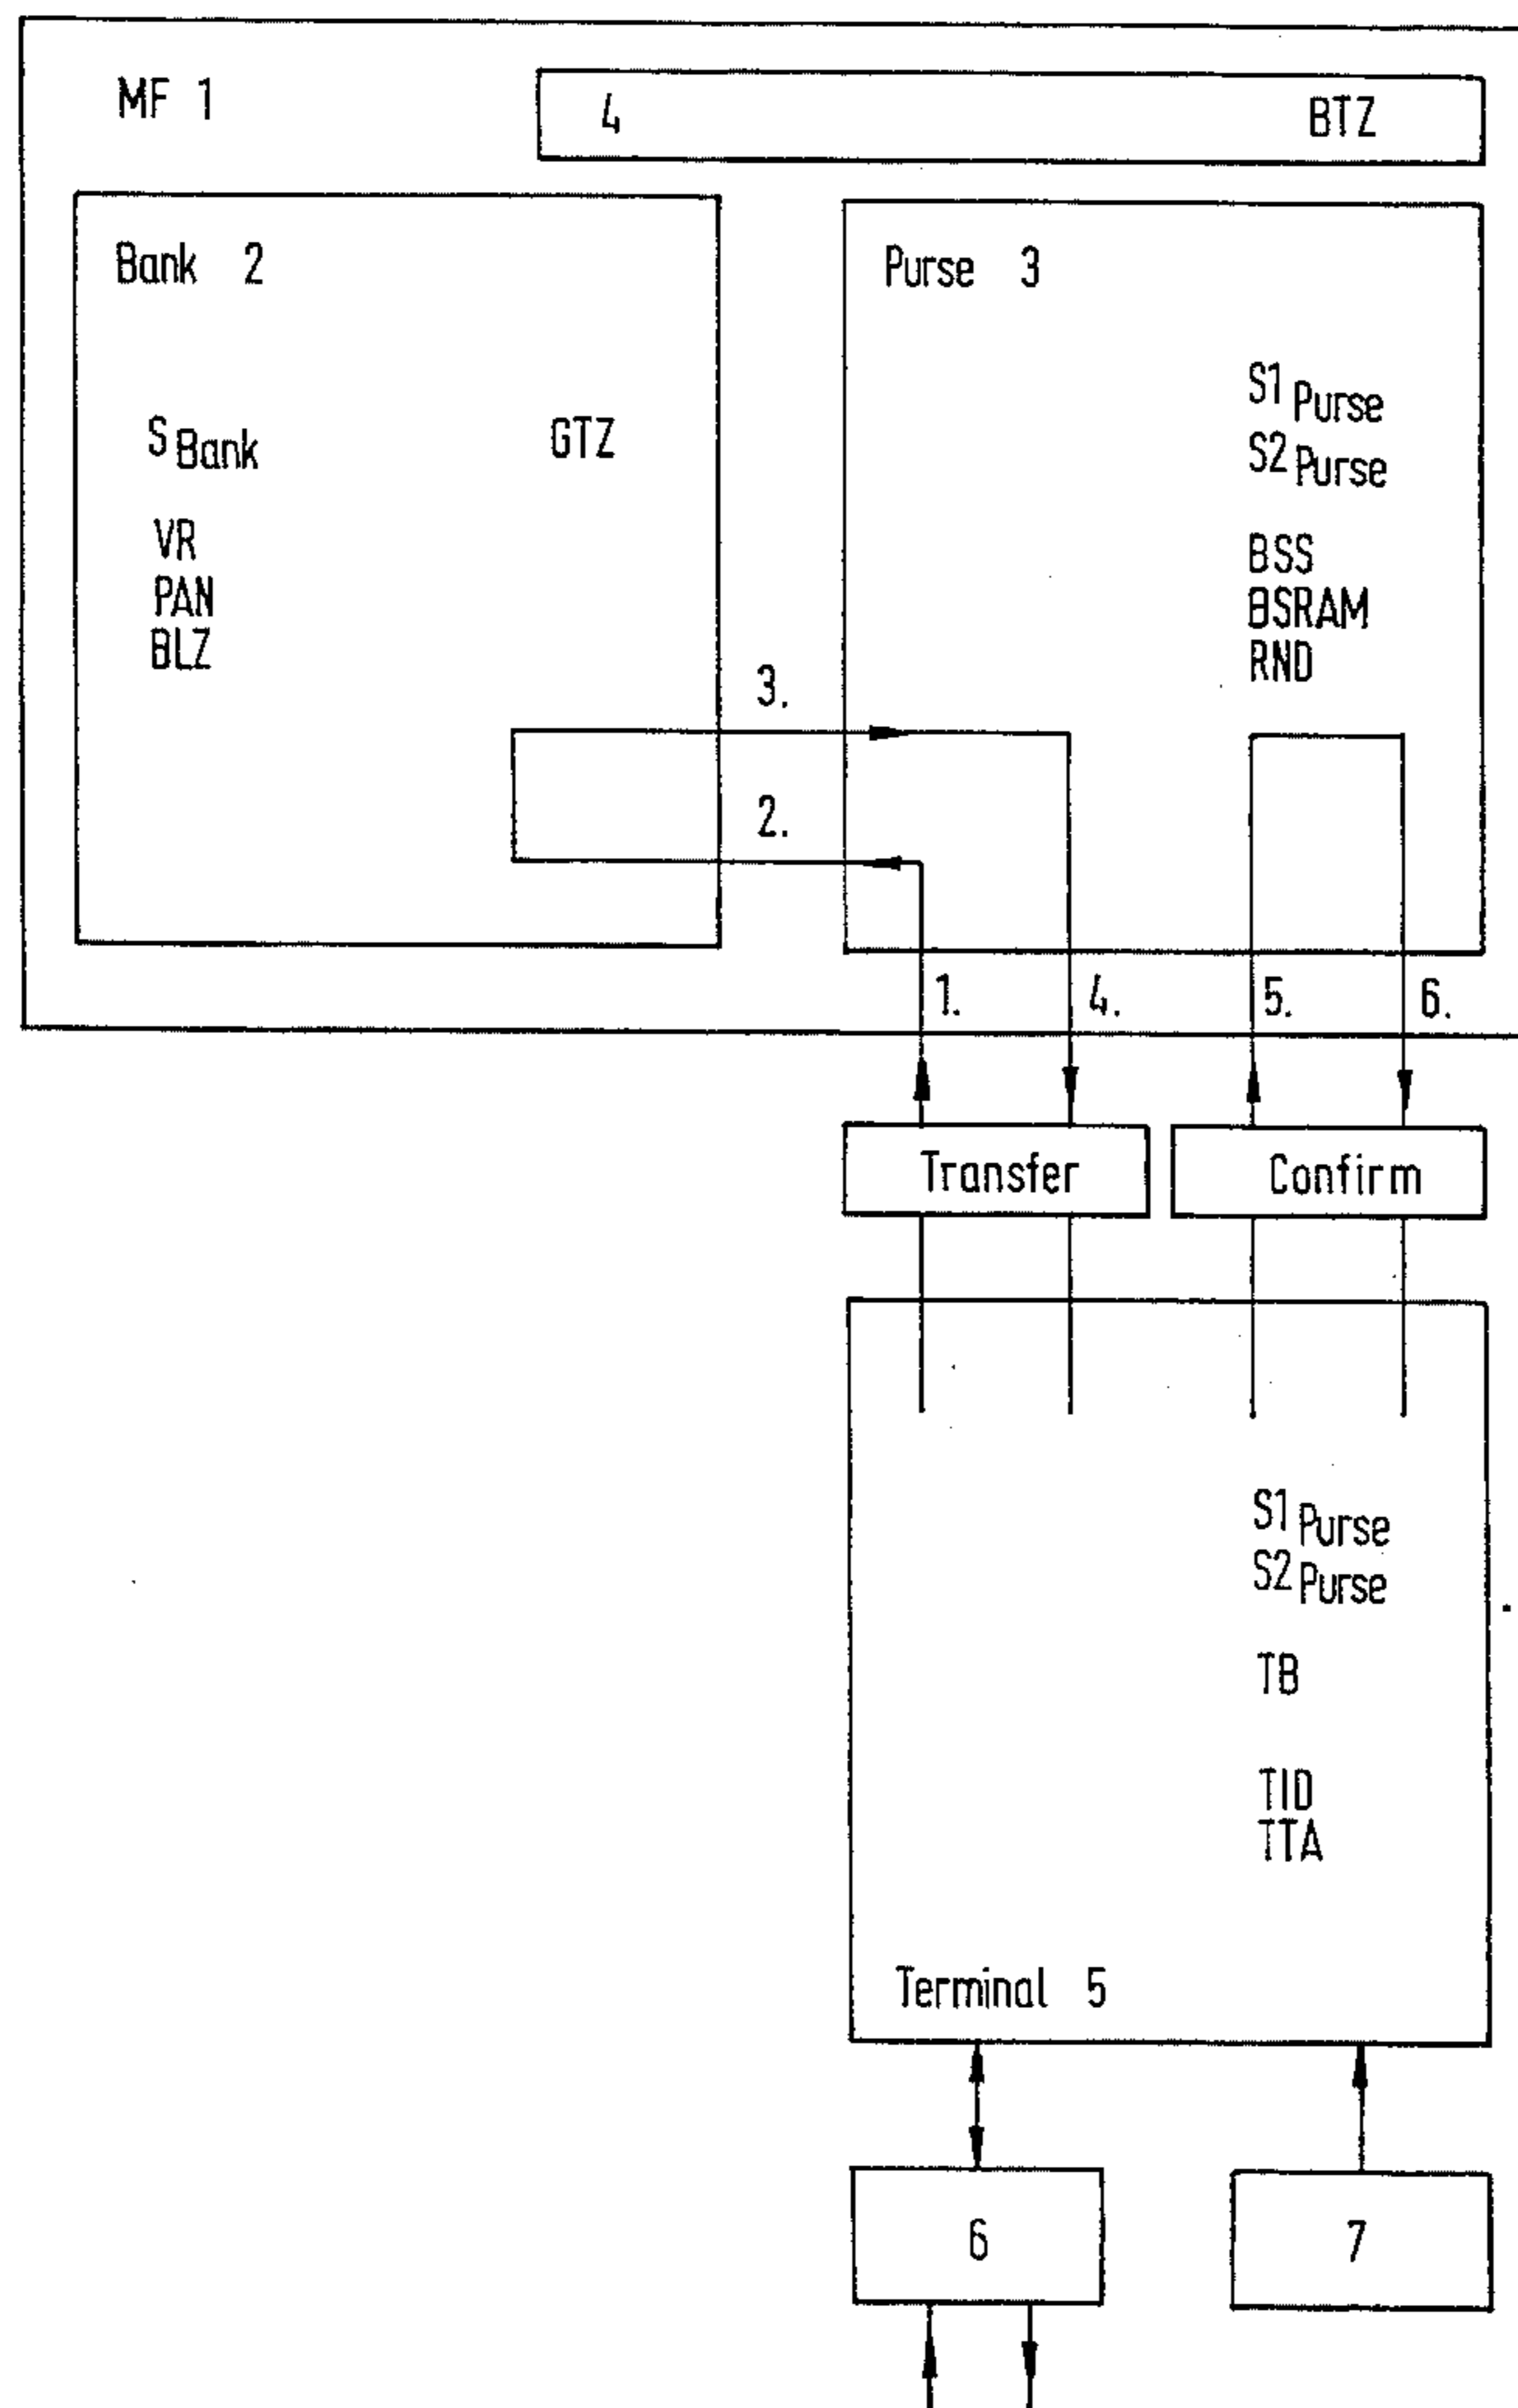 MF 1
4 BTZ
Bank 2
Purse 3
S Bank GTZ
VR
PAN
BLZ
S1 Purse
S2 Purse
BSS
BSRAM
RND
3.
2.
1. 4. 5. 6.
Transfer Confirm
S1 Purse
S2 Purse
TB
TID
TTA
Terminal 5
6 7